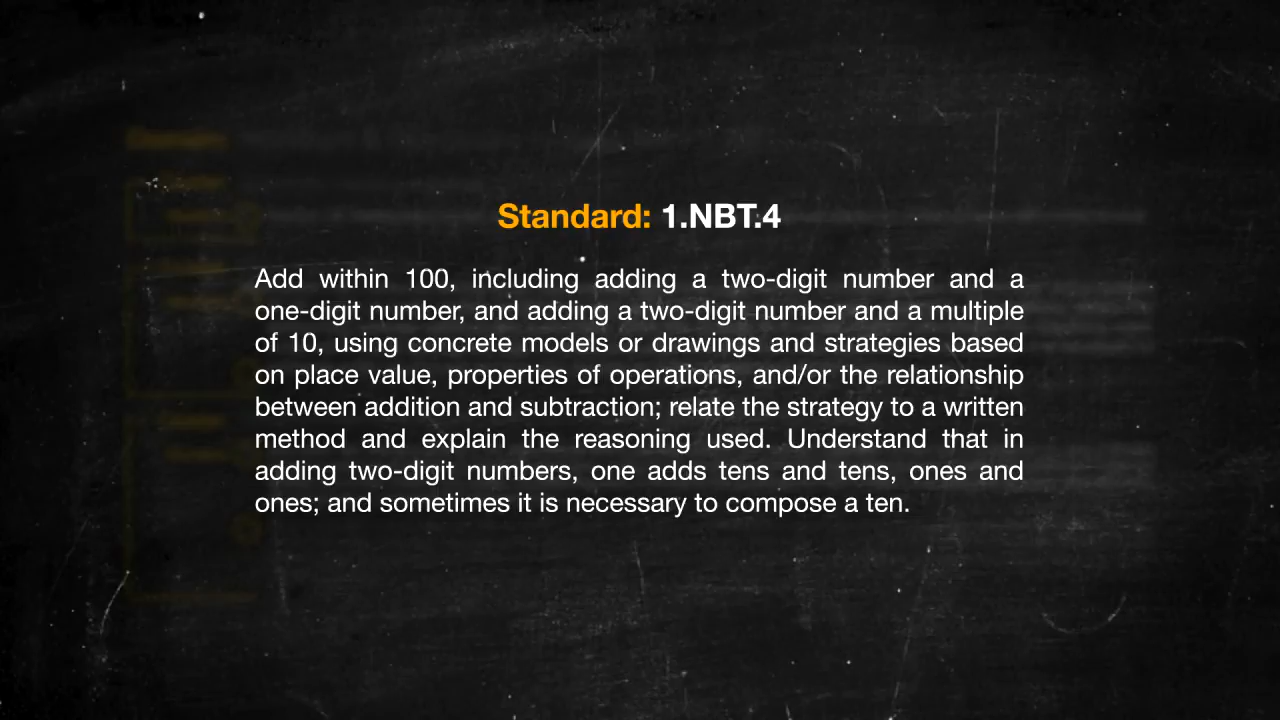 Standard: 1.NBT.4
Add within 100, including adding a two-digit number and a
one-digit number, and adding a two-digit number and a multiple
of 10, using concrete models or drawings and strategies based
on place value, properties of operations, and/or the relationship
between addition and subtraction; relate the strategy to a written
method and explain the reasoning used. Understand that in
adding two-digit numbers, one adds tens and tens, ones and
ones; and sometimes it is necessary to compose a ten.